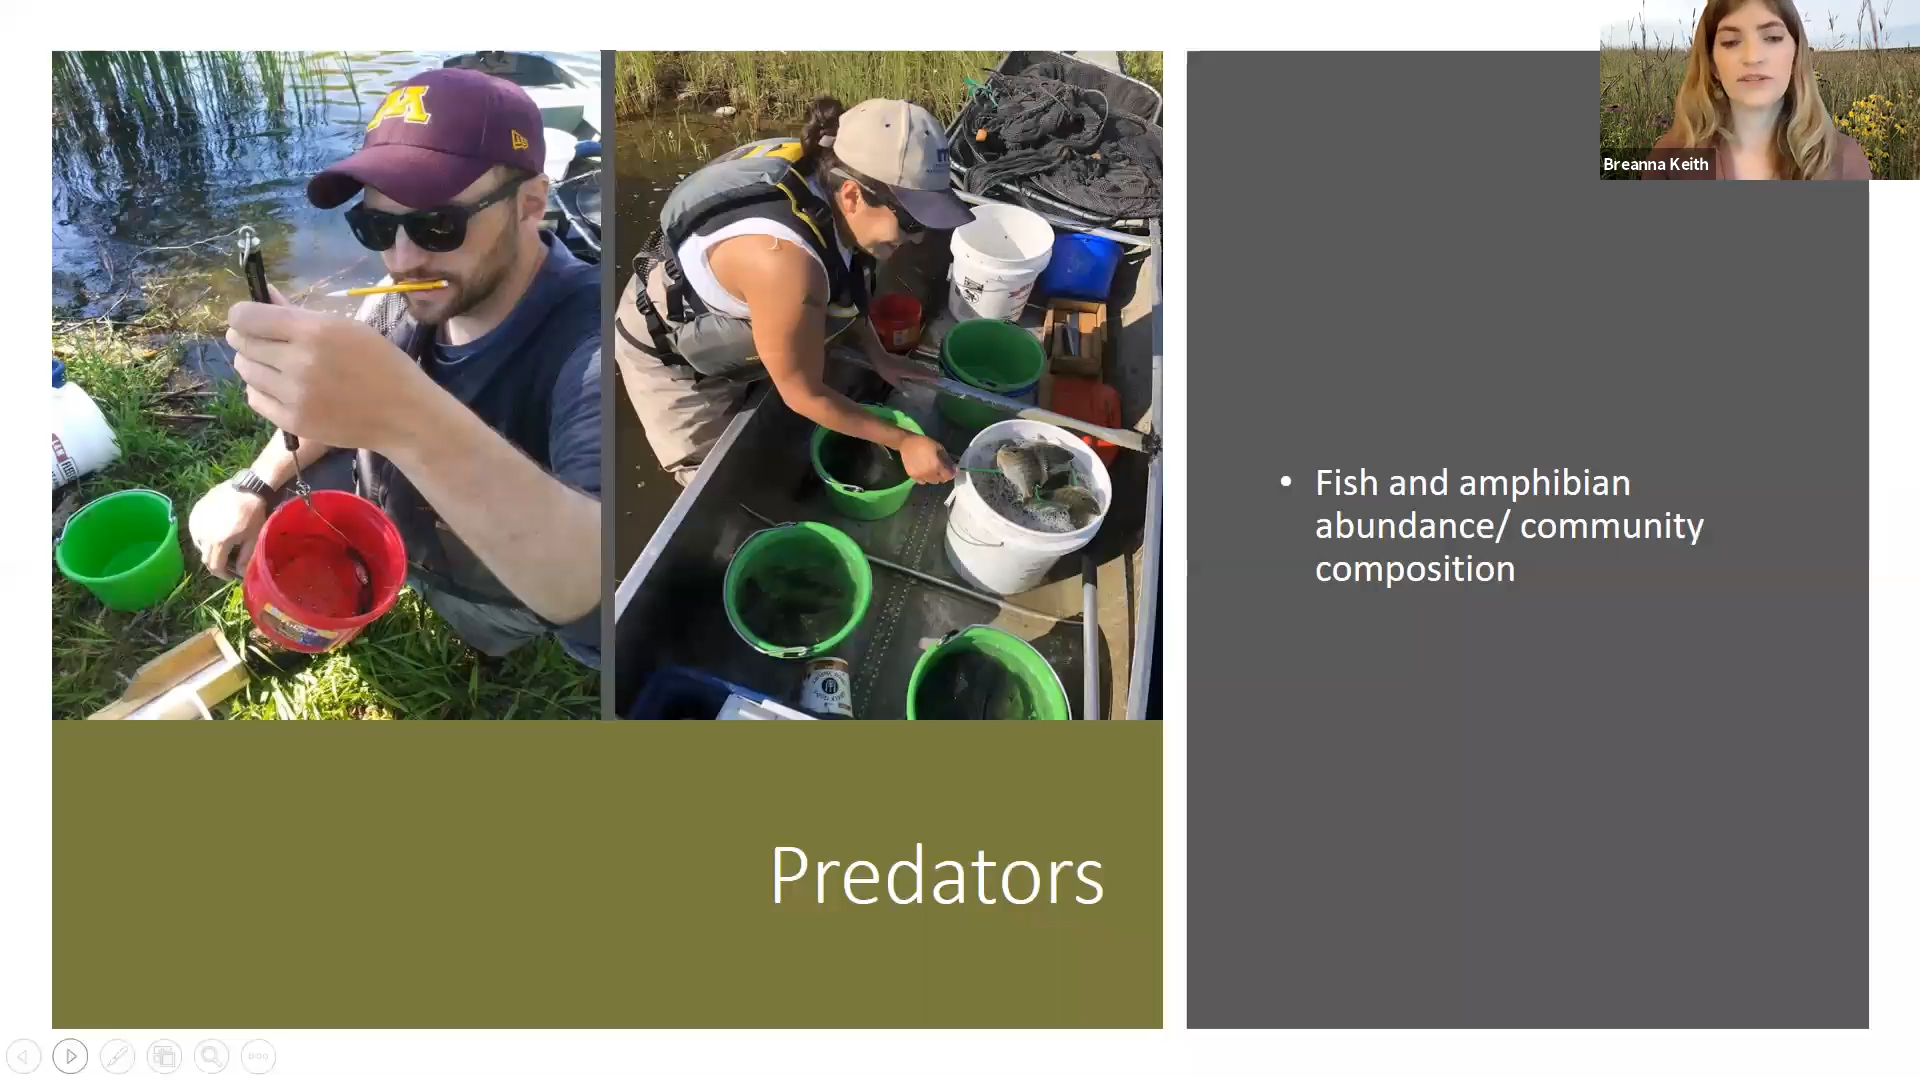 Breanna Keith
M
• Fish and amphibian
abundance/ community
composition
Predators